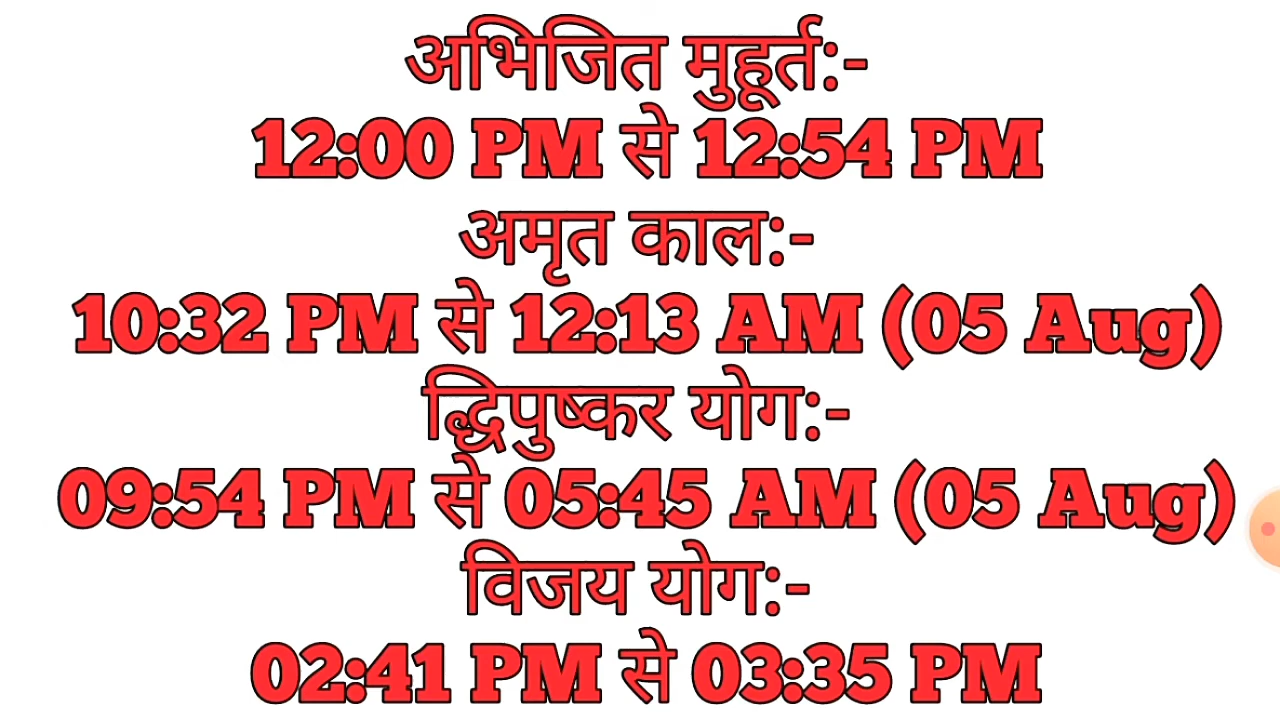 अभिजित मुहूर्त:-
12:00 PM से 12:54 PM
अमृत काल:-
10:32 PM से 12:13 AM (05 Aug)
द्धिपुष्कर योग:-
09:54 PM से 05:45 AM (05 Aug)
विजय योग:-
02:41 PM से 03:35 PM